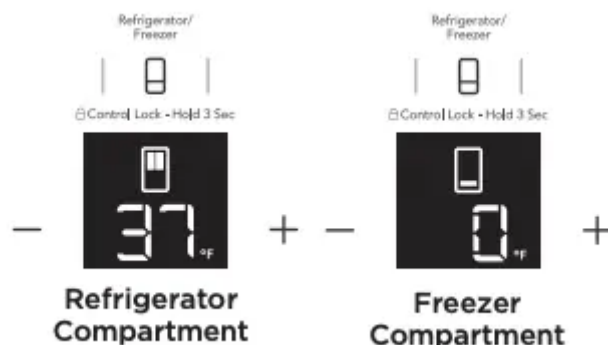 Refrigerator/
Freezer
Control Lock - Hold 3 Sec
37 °F
− +
Refrigerator
Compartment
Refrigerator/
Freezer
Control Lock - Hold 3 Sec
0 °F
− +
Freezer
Compartment